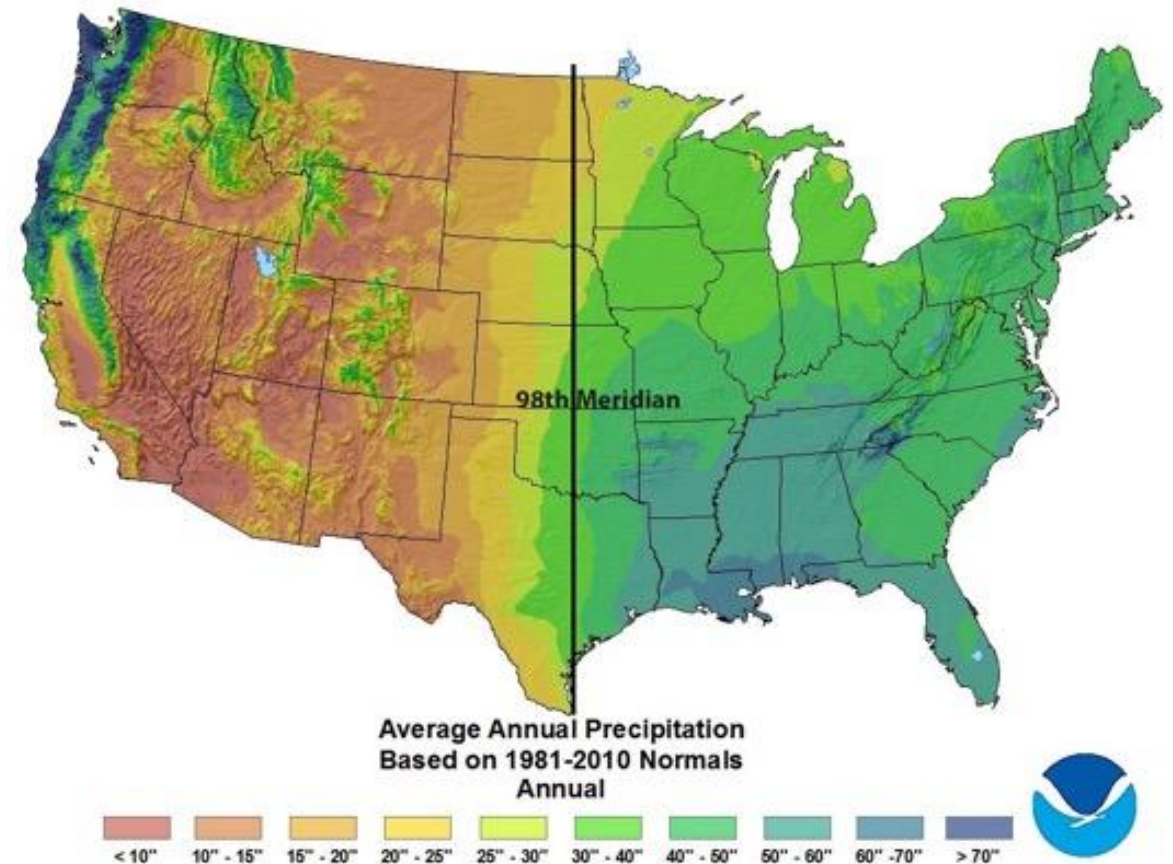 98th Meridian
Average Annual Precipitation
Based on 1981-2010 Normals
Annual
< 10" 10" - 15" 15" - 20" 20" - 25" 25" - 30" 30" - 40" 40" - 50" 50" - 60" 60" -70" > 70"